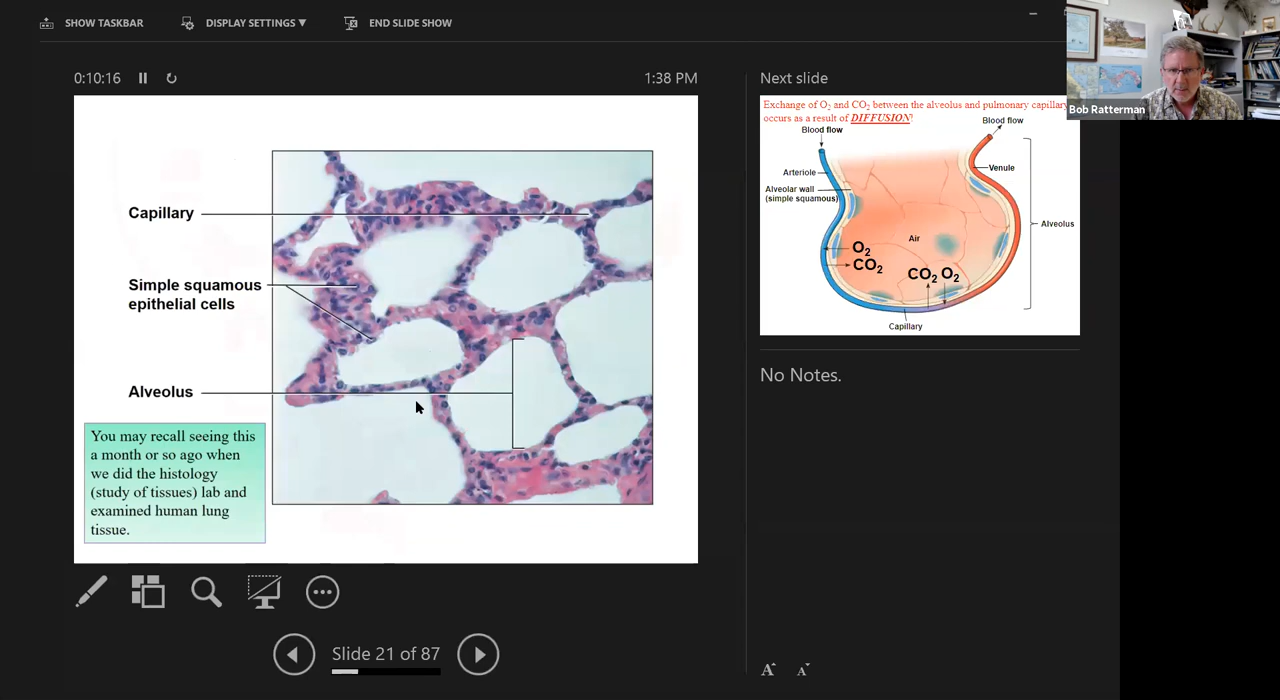 SHOW TASKBAR
DISPLAY SETTINGS ▼
END SLIDE SHOW
0:10:16
1:38 PM
Capillary
Simple squamous
epithelial cells
Alveolus
You may recall seeing this
a month or so ago when
we did the histology
(study of tissues) lab and
examined human lung
tissue.
Slide 21 of 87
Next slide
Exchange of O2 and CO2 between the alveolus and pulmonary capillary
occurs as a result of DIFFUSION!
Blood flow
Blood flow
Arteriole
Venule
Alveolar wall
(simple squamous)
Alveolus
Air
O2
CO2
CO2 O2
Capillary
No Notes.
A A
Bob Ratterman